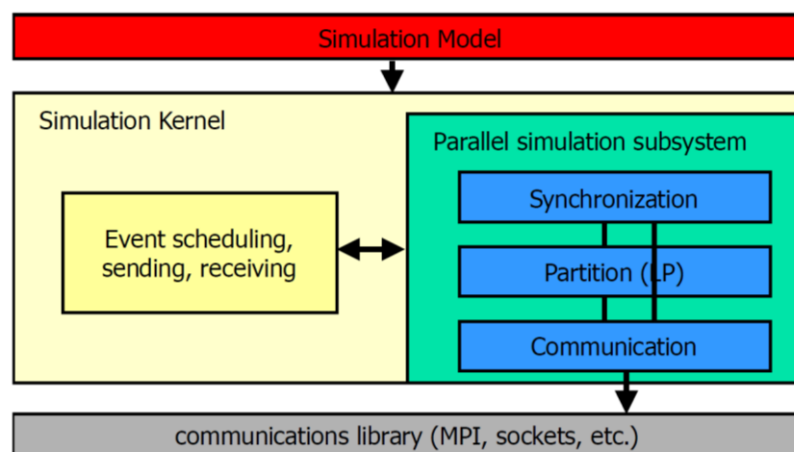 Simulation Model
Simulation Kernel
Parallel simulation subsystem
Synchronization
Event scheduling,
sending, receiving
Partition (LP)
Communication
communications library (MPI, sockets, etc.)